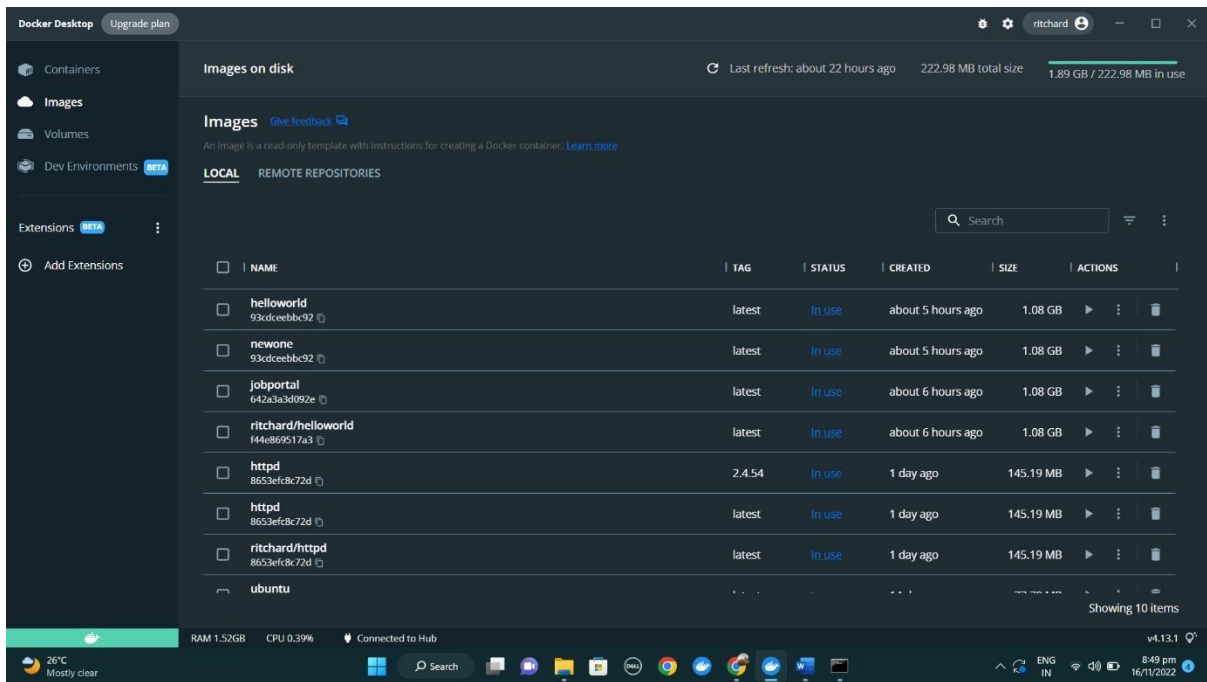 Docker Desktop Upgrade plan ritchard
Containers
Images
Volumes
Dev Environments BETA
Extensions BETA
Add Extensions
Images on disk Last refresh: about 22 hours ago 222.98 MB total size 1.89 GB / 222.98 MB in use
Images Give feedback
An image is a read-only template with instructions for creating a Docker container. Learn more
LOCAL REMOTE REPOSITORIES
Search
NAME TAG STATUS CREATED SIZE ACTIONS
helloworld latest In use about 5 hours ago 1.08 GB
93cdceebbc92
newone latest In use about 5 hours ago 1.08 GB
93cdceebbc92
jobportal latest In use about 6 hours ago 1.08 GB
642a3a3d092e
ritchard/helloworld latest In use about 6 hours ago 1.08 GB
f44e869517a3
httpd 2.4.54 In use 1 day ago 145.19 MB
8653efc8c72d
httpd latest In use 1 day ago 145.19 MB
8653efc8c72d
ritchard/httpd latest In use 1 day ago 145.19 MB
8653efc8c72d
ubuntu
Showing 10 items
RAM 1.52GB CPU 0.39% Connected to Hub v4.13.1
26°C
Mostly clear
Search
DELL
ENG
IN
8:49 pm
16/11/2022
4